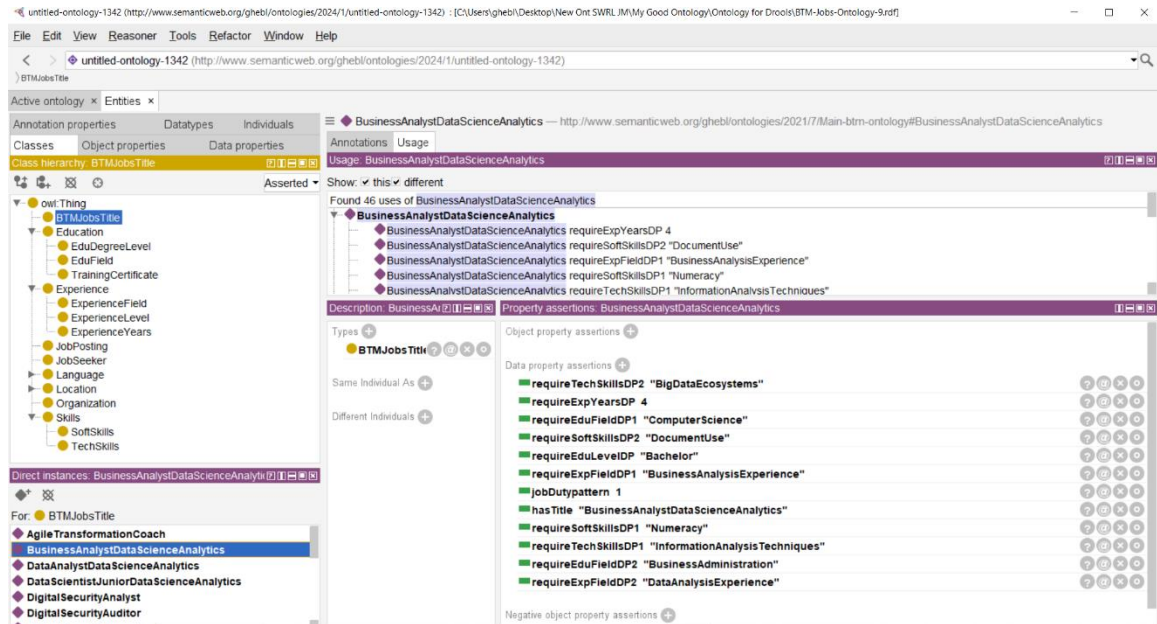 untitled-ontology-1342 (http://www.semanticweb.org/ghebl/ontologies/2024/1/untitled-ontology-1342) : [C:\Users\ghebl\Desktop\New Ont SWRL JM\My Good Ontology\Ontology for Drools\BTM-Jobs-Ontology-9.rdf]
File Edit View Reasoner Tools Refactor Window Help
untitled-ontology-1342 (http://www.semanticweb.org/ghebl/ontologies/2024/1/untitled-ontology-1342)
BTMJobsTitle
Active ontology × Entities ×
Annotation properties Datatypes Individuals
Classes Object properties Data properties
Class hierarchy: BTMJobsTitle
Asserted
owl:Thing
BTMJobsTitle
Education
EduDegreeLevel
EduField
TrainingCertificate
Experience
ExperienceField
ExperienceLevel
ExperienceYears
JobPosting
JobSeeker
Language
Location
Organization
Skills
SoftSkills
TechSkills
Direct instances: BusinessAnalystDataScienceAnalytic
For: BTMJobsTitle
AgileTransformationCoach
BusinessAnalystDataScienceAnalytics
DataAnalystDataScienceAnalytics
DataScientistJuniorDataScienceAnalytics
DigitalSecurityAnalyst
DigitalSecurityAuditor
BusinessAnalystDataScienceAnalytics — http://www.semanticweb.org/ghebl/ontologies/2021/7/Main-btm-ontology#BusinessAnalystDataScienceAnalytics
Annotations Usage
Usage: BusinessAnalystDataScienceAnalytics
Show: this different
Found 46 uses of BusinessAnalystDataScienceAnalytics
BusinessAnalystDataScienceAnalytics
BusinessAnalystDataScienceAnalytics requireExpYearsDP 4
BusinessAnalystDataScienceAnalytics requireSoftSkillsDP2 "DocumentUse"
BusinessAnalystDataScienceAnalytics requireExpFieldDP1 "BusinessAnalysisExperience"
BusinessAnalystDataScienceAnalytics requireSoftSkillsDP1 "Numeracy"
BusinessAnalystDataScienceAnalytics requireTechSkillsDP1 "InformationAnalysisTechniques"
Description: BusinessAr
Types
BTMJobsTitle
Same Individual As
Different Individuals
Property assertions: BusinessAnalystDataScienceAnalytics
Object property assertions
Data property assertions
requireTechSkillsDP2 "BigDataEcosystems"
requireExpYearsDP 4
requireEduFieldDP1 "ComputerScience"
requireSoftSkillsDP2 "DocumentUse"
requireEduLevelDP "Bachelor"
requireExpFieldDP1 "BusinessAnalysisExperience"
jobDutypattern 1
hasTitle "BusinessAnalystDataScienceAnalytics"
requireSoftSkillsDP1 "Numeracy"
requireTechSkillsDP1 "InformationAnalysisTechniques"
requireEduFieldDP2 "BusinessAdministration"
requireExpFieldDP2 "DataAnalysisExperience"
Negative object property assertions